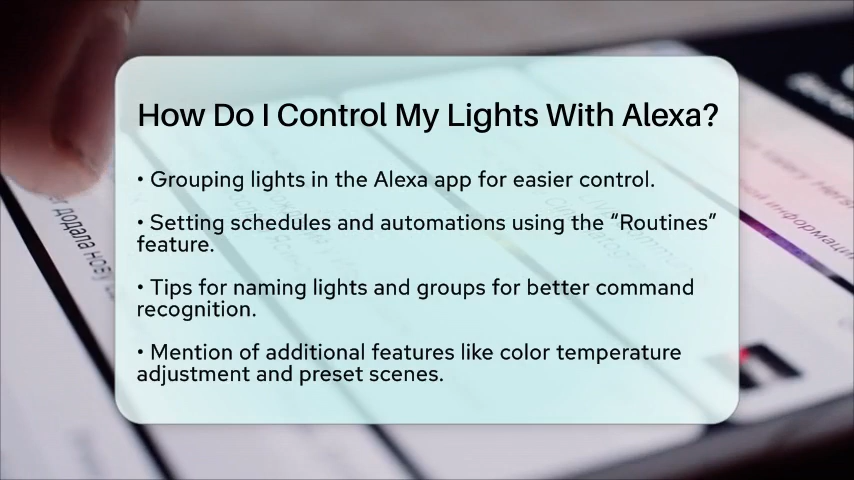 How Do I Control My Lights With Alexa?
• Grouping lights in the Alexa app for easier control.
• Setting schedules and automations using the “Routines”
feature.
• Tips for naming lights and groups for better command
recognition.
• Mention of additional features like color temperature
adjustment and preset scenes.
додала нову